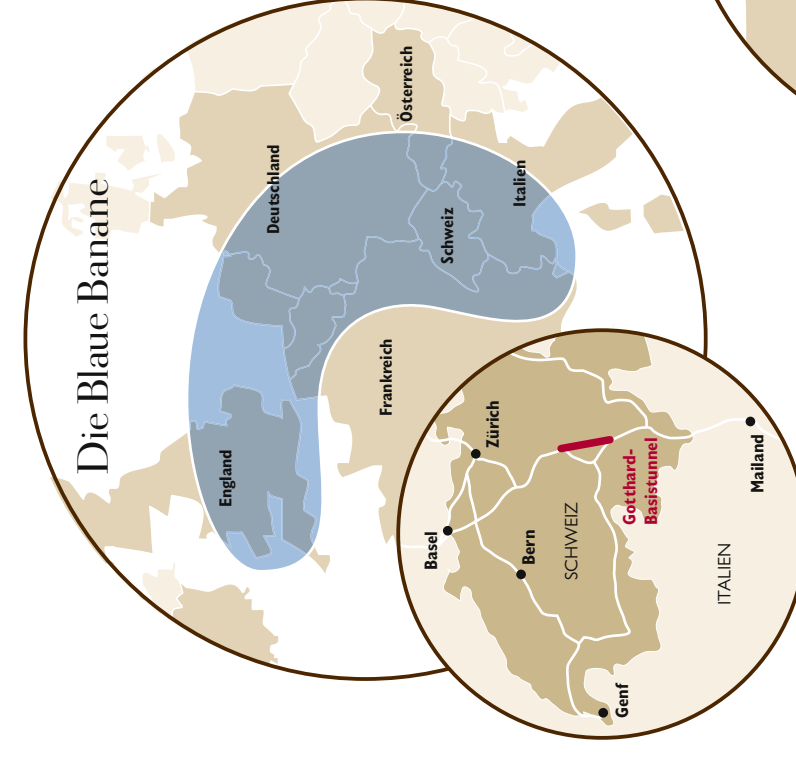 Die Blaue Banane
England
Deutschland
Frankreich
Österreich
Schweiz
Italien
Basel
Zürich
Bern
SCHWEIZ
Gotthard-
Basistunnel
Genf
ITALIEN
Mailand